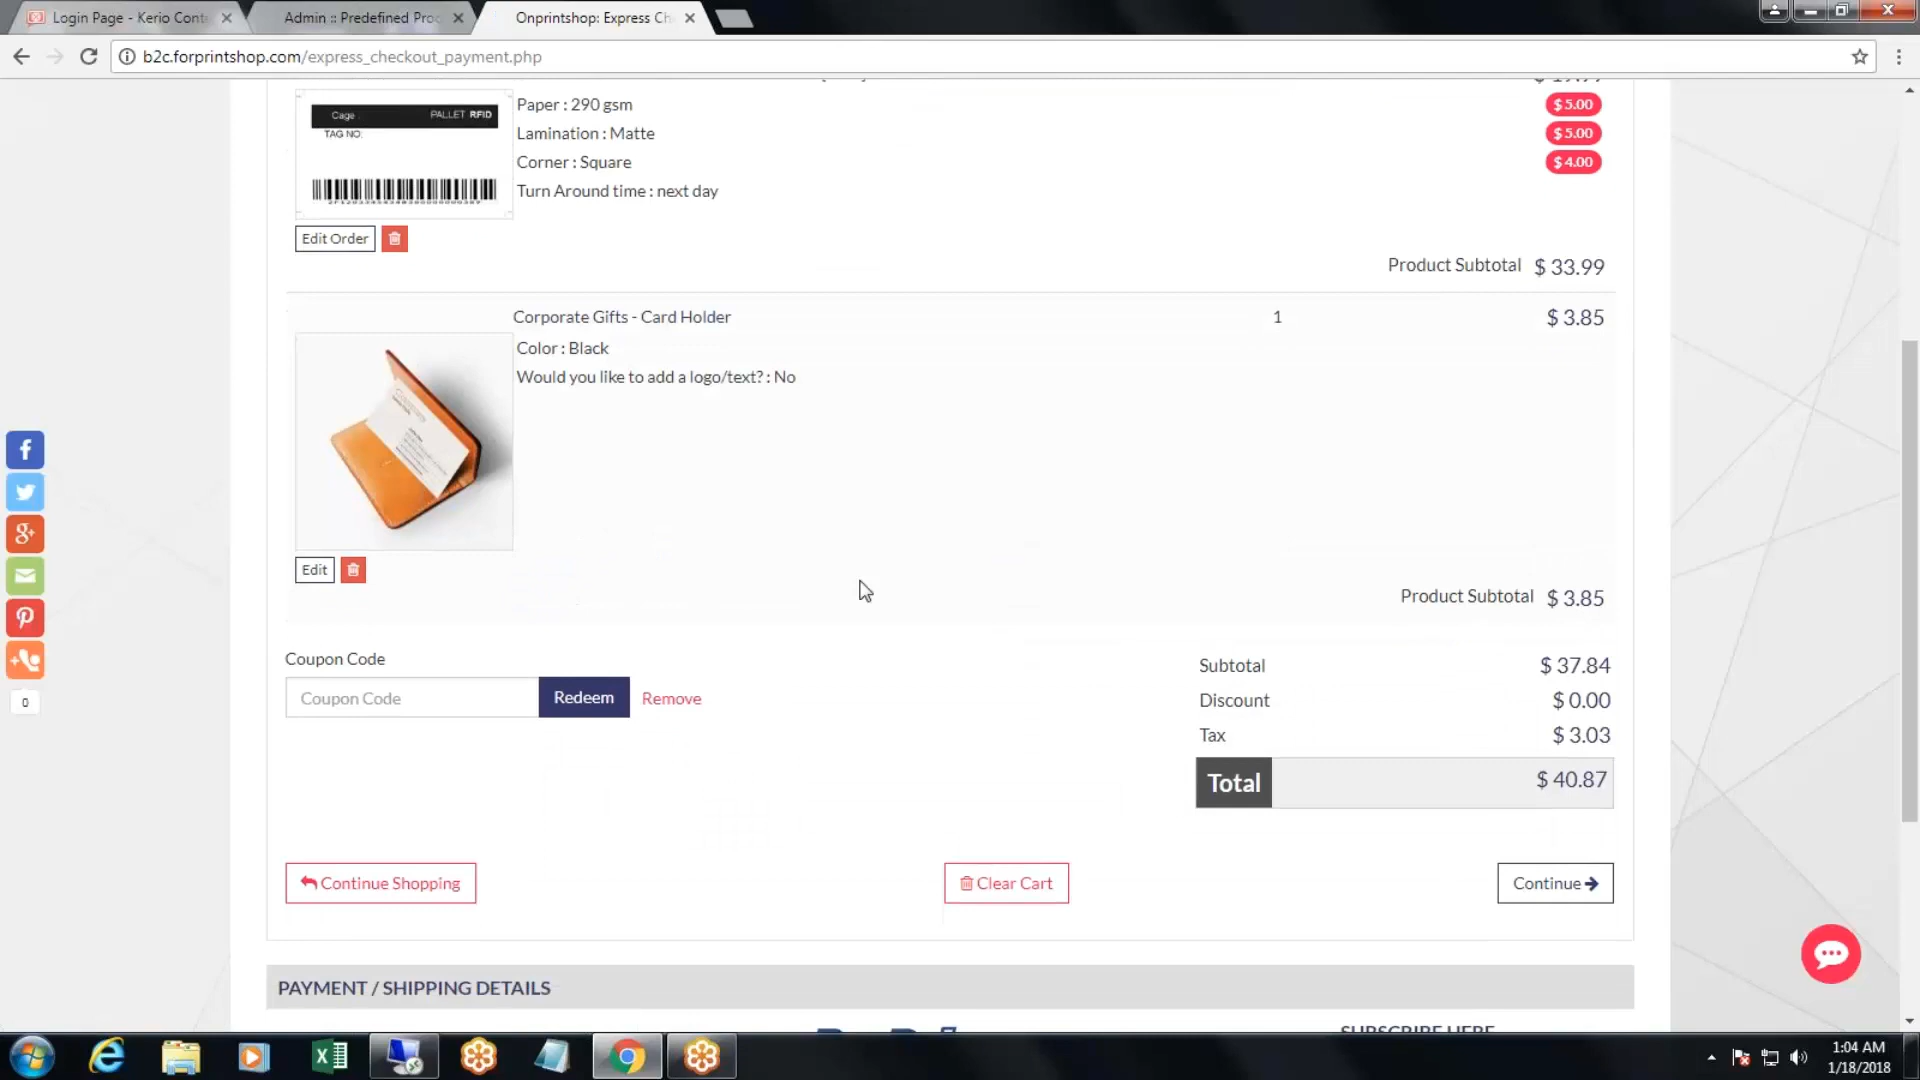 Login Page - Kerio Conta
Admin :: Predefined Proc
Onprintshop: Express Ch
b2c.forprintshop.com/express_checkout_payment.php
Cage
PALLET RFID
TAG NO:
Paper : 290 gsm
$ 5.00
Lamination : Matte
$ 5.00
Corner : Square
$ 4.00
Turn Around time : next day
Edit Order
Product Subtotal $ 33.99
Corporate Gifts - Card Holder
1
$ 3.85
Color : Black
Would you like to add a logo/text? : No
Edit
Product Subtotal $ 3.85
Coupon Code
Coupon Code
Redeem
Remove
Subtotal
$ 37.84
Discount
$ 0.00
Tax
$ 3.03
Total
$ 40.87
0
Continue Shopping
Clear Cart
Continue
PAYMENT / SHIPPING DETAILS
SUBSCRIBE HERE
1:04 AM
1/18/2018